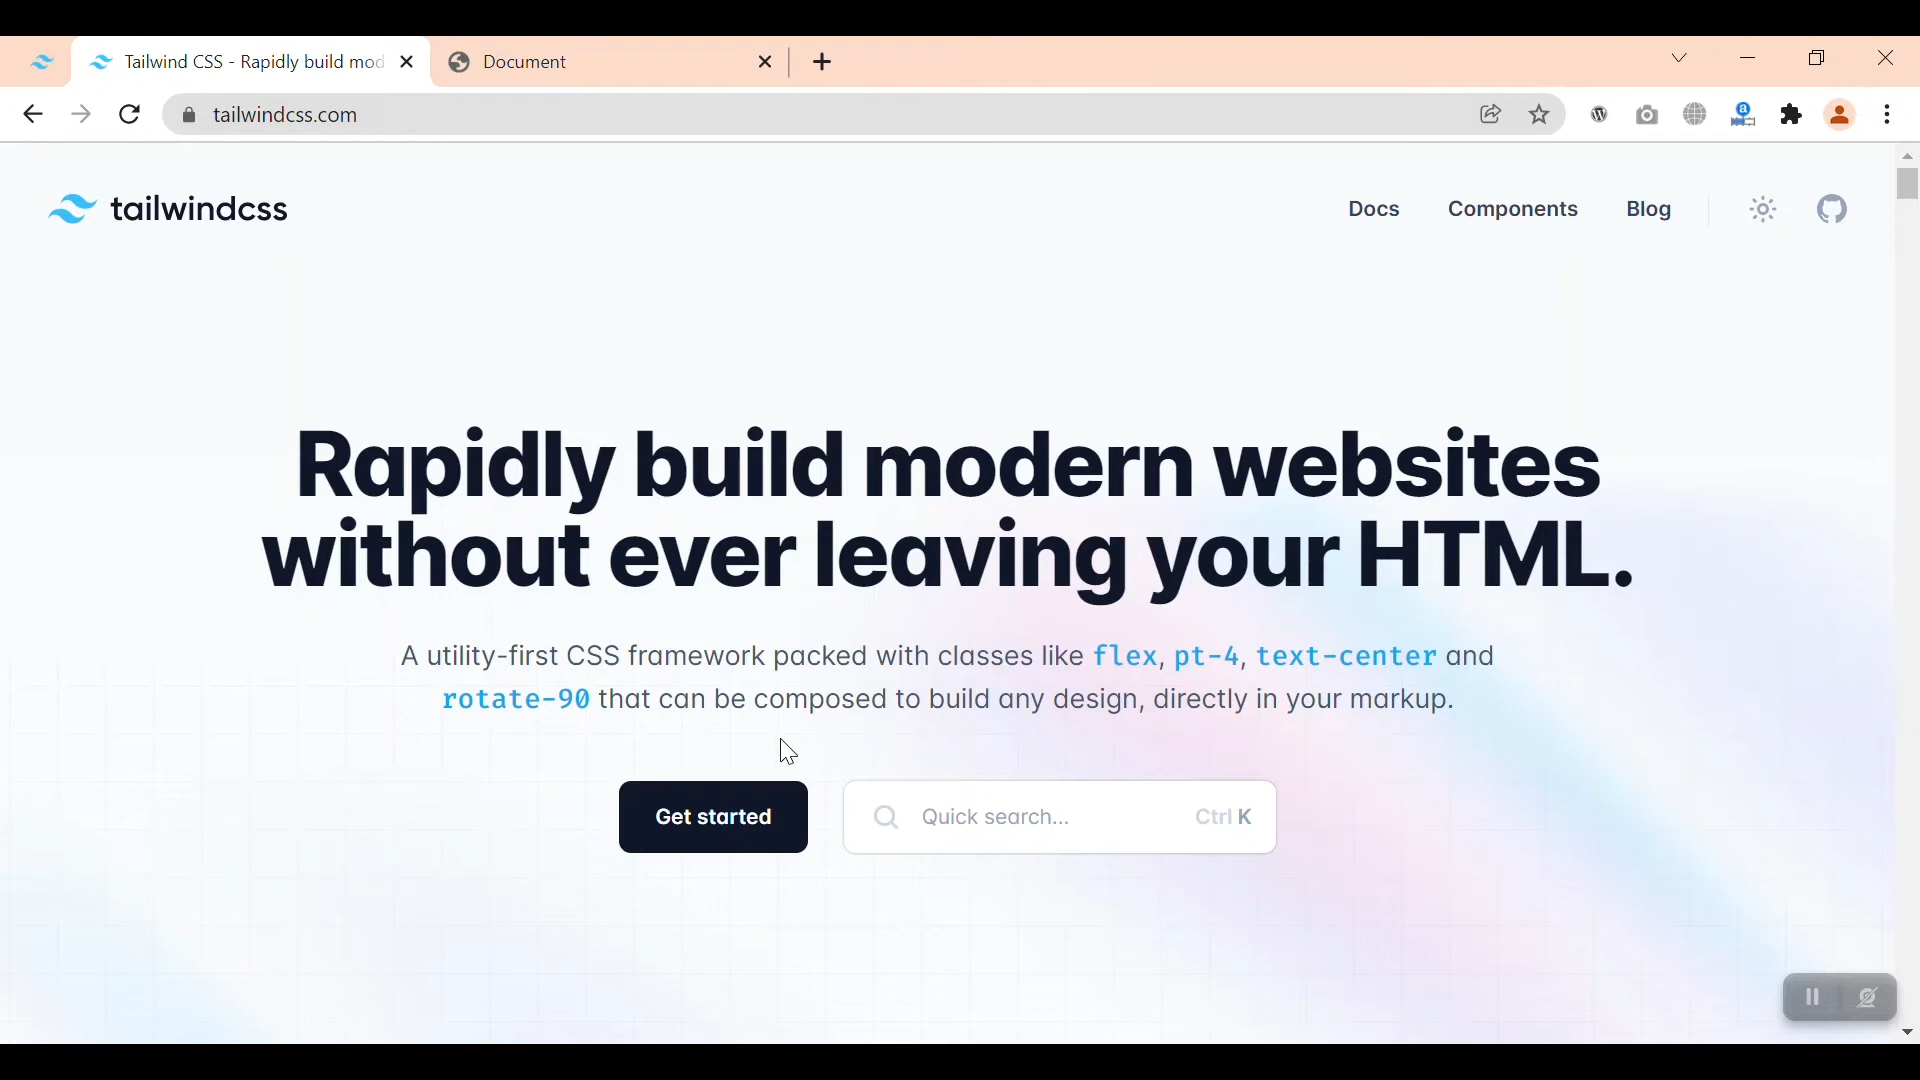 Tailwind CSS - Rapidly build mod
Document
tailwindcss.com
tailwindcss
Docs
Components
Blog
Rapidly build modern websites
without ever leaving your HTML.
A utility-first CSS framework packed with classes like flex, pt-4, text-center and
rotate-90 that can be composed to build any design, directly in your markup.
Get started
Quick search...
Ctrl K